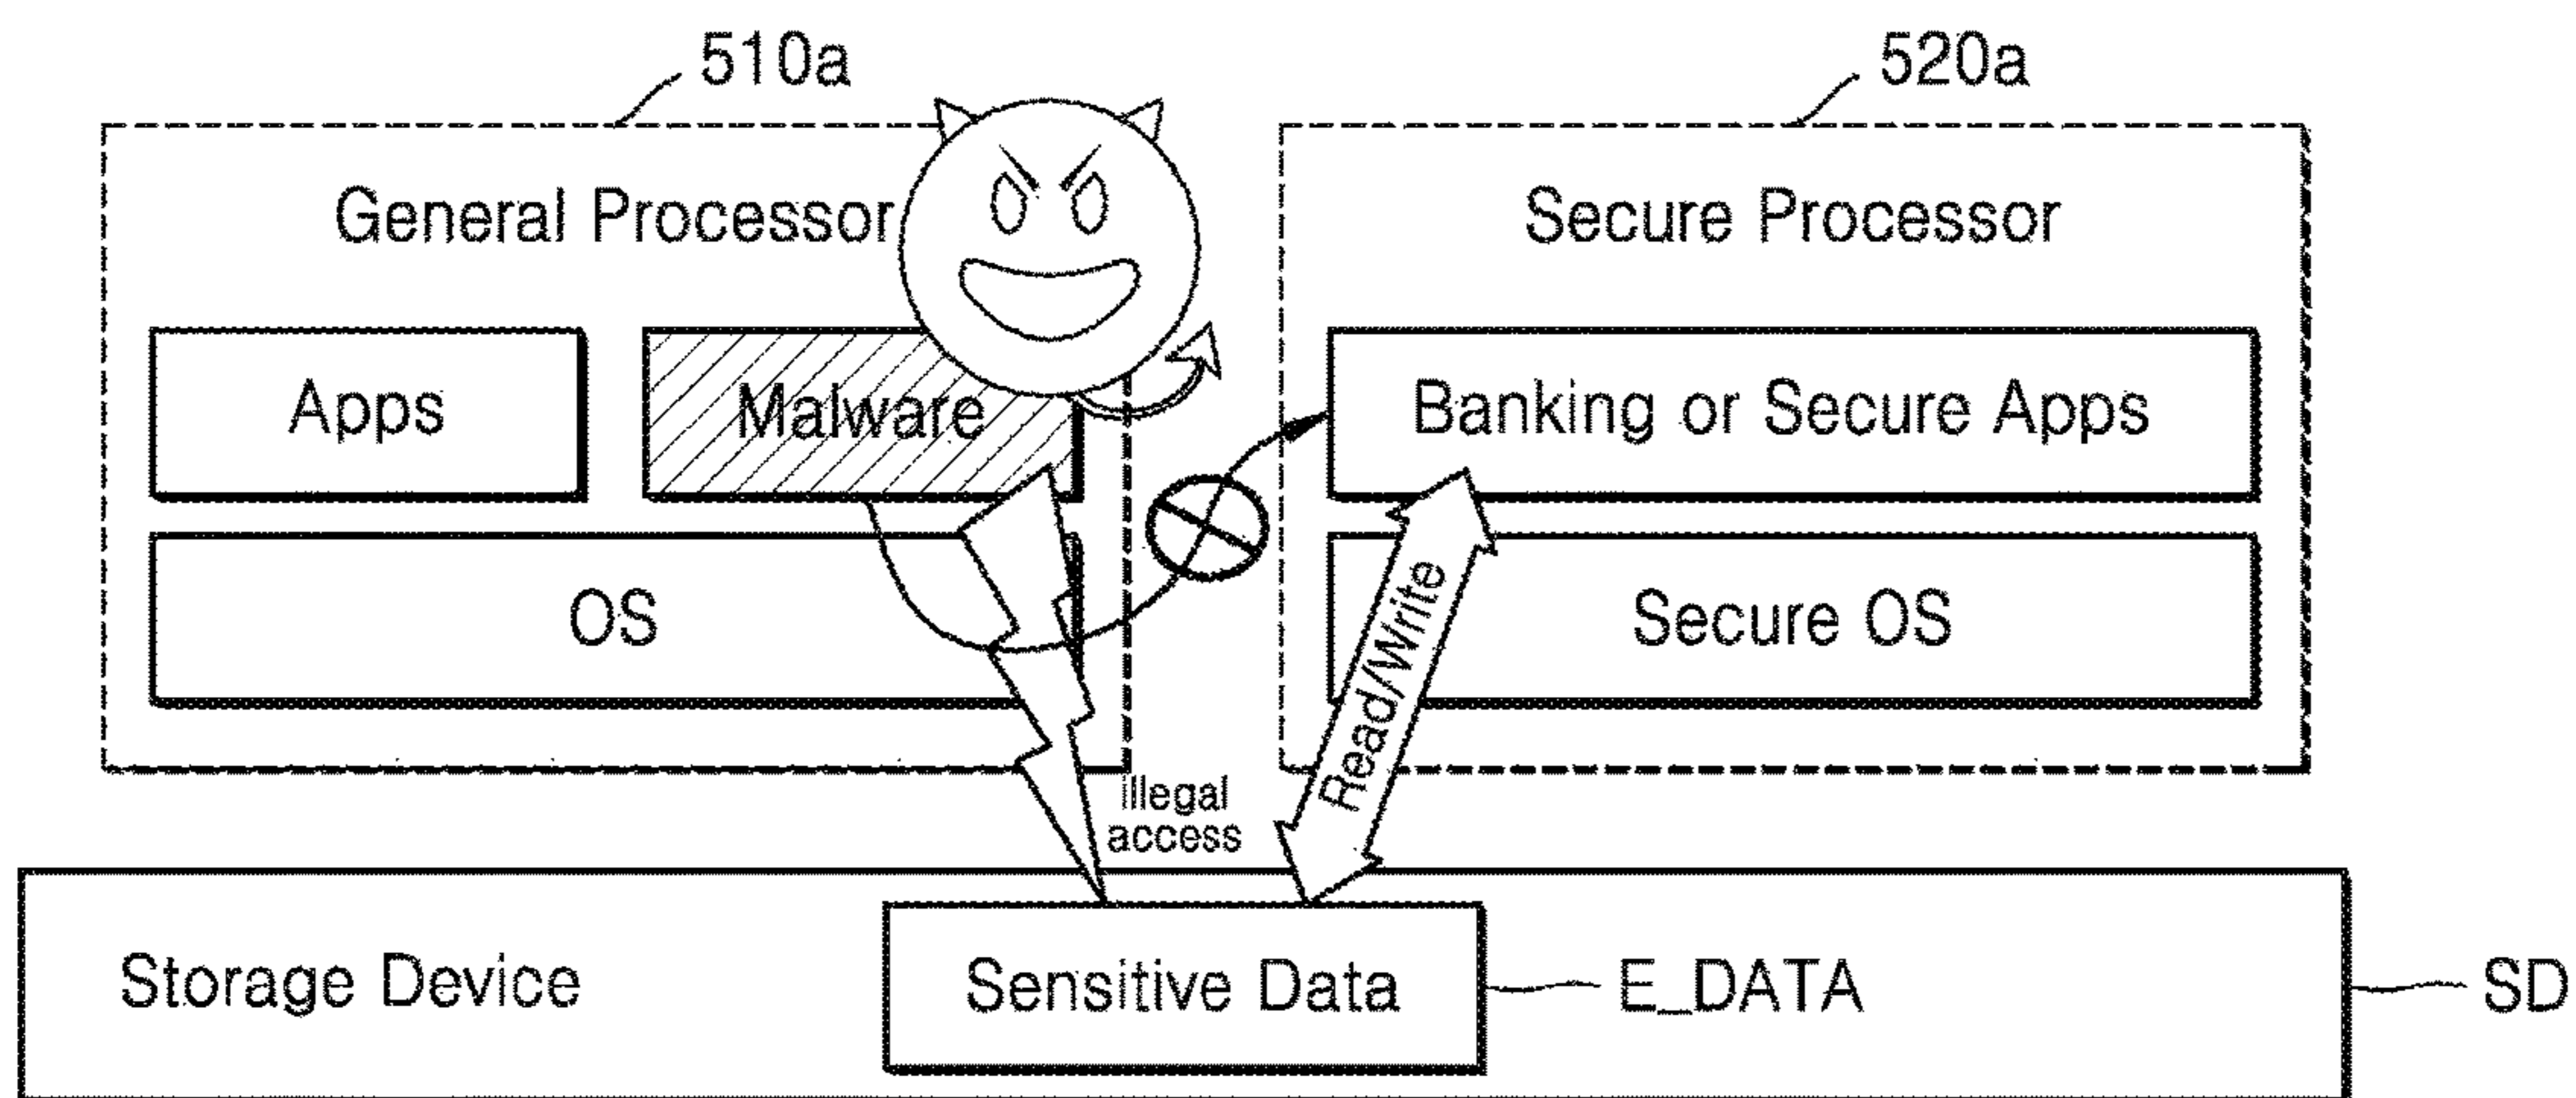 510a
520a
General Processor
Secure Processor
Apps
Malware
Banking or Secure Apps
OS
Secure OS
Read/Write
illegal
access
Storage Device
Sensitive Data
E_DATA
SD